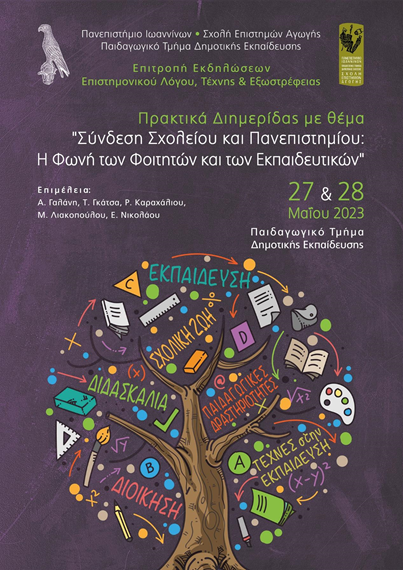 Πανεπιστήμιο Ιωαννίνων • Σχολή Επιστημών Αγωγής
Παιδαγωγικό Τμήμα Δημοτικής Εκπαίδευσης
Επιτροπή Εκδηλώσεων
Επιστημονικού Λόγου, Τέχνης & Εξωστρέφειας
Πρακτικά Διημερίδας με θέμα
"Σύνδεση Σχολείου και Πανεπιστημίου:
Η Φωνή των Φοιτητών και των Εκπαιδευτικών"
Επιμέλεια:
Α. Γαλάνη, Τ. Γκάτσα, Ρ. Καραχάλιου,
Μ. Λιακοπούλου, Ε. Νικολάου
27 & 28
Μαΐου 2023
Παιδαγωγικό Τμήμα
Δημοτικής Εκπαίδευσης
ΕΚΠΑΙΔΕΥΣΗ
C
ΣΧΟΛΙΚΗ ΖΩΗ
%
D
(x)
ΔΙΔΑΣΚΑΛΙΑ
@
ΠΑΙΔΑΓΩΓΙΚΕΣ
ΔΡΑΣΤΗΡΙΟΤΗΤΕΣ
√x²
√y
B
A
ΤΕΧΝΕΣ στην
ΕΚΠΑΙΔΕΥΣΗ
x²
ΔΙΟΙΚΗΣΗ
(x-y)²